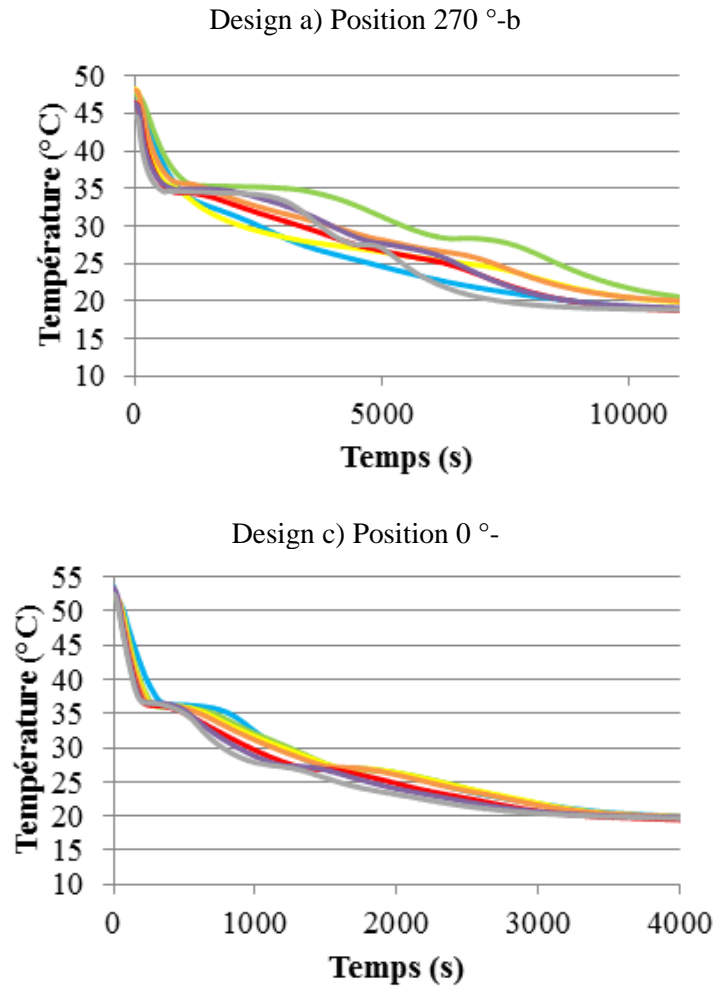 Design a) Position 270 °-b
50
45
40
35
30
25
20
15
10
Température (°C)
0 5000 10000
Temps (s)
Design c) Position 0 °-
55
50
45
40
35
30
25
20
15
10
Température (°C)
0 1000 2000 3000 4000
Temps (s)